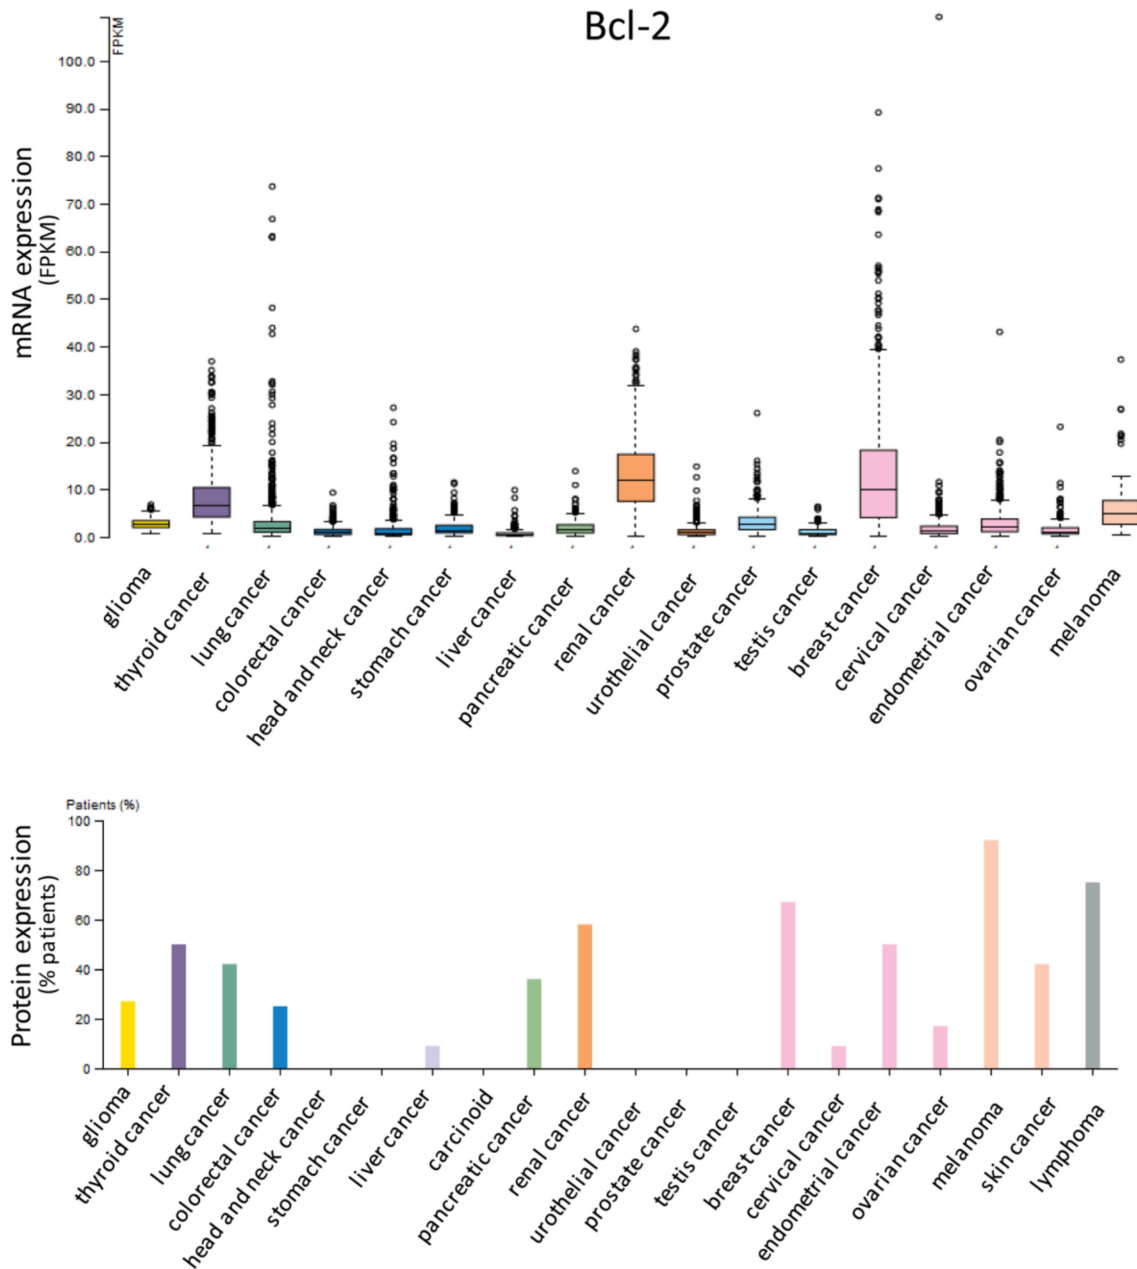 Bcl-2
FPKM
mRNA expression
(FPKM)
100.0
90.0
80.0
70.0
60.0
50.0
40.0
30.0
20.0
10.0
0.0
glioma
thyroid cancer
lung cancer
colorectal cancer
head and neck cancer
stomach cancer
liver cancer
pancreatic cancer
renal cancer
urothelial cancer
prostate cancer
testis cancer
breast cancer
cervical cancer
endometrial cancer
ovarian cancer
melanoma
Patients (%)
Protein expression
(% patients)
100
80
60
40
20
0
glioma
thyroid cancer
lung cancer
colorectal cancer
head and neck cancer
stomach cancer
liver cancer
carcinoid
pancreatic cancer
renal cancer
urothelial cancer
prostate cancer
testis cancer
breast cancer
cervical cancer
endometrial cancer
ovarian cancer
melanoma
skin cancer
lymphoma